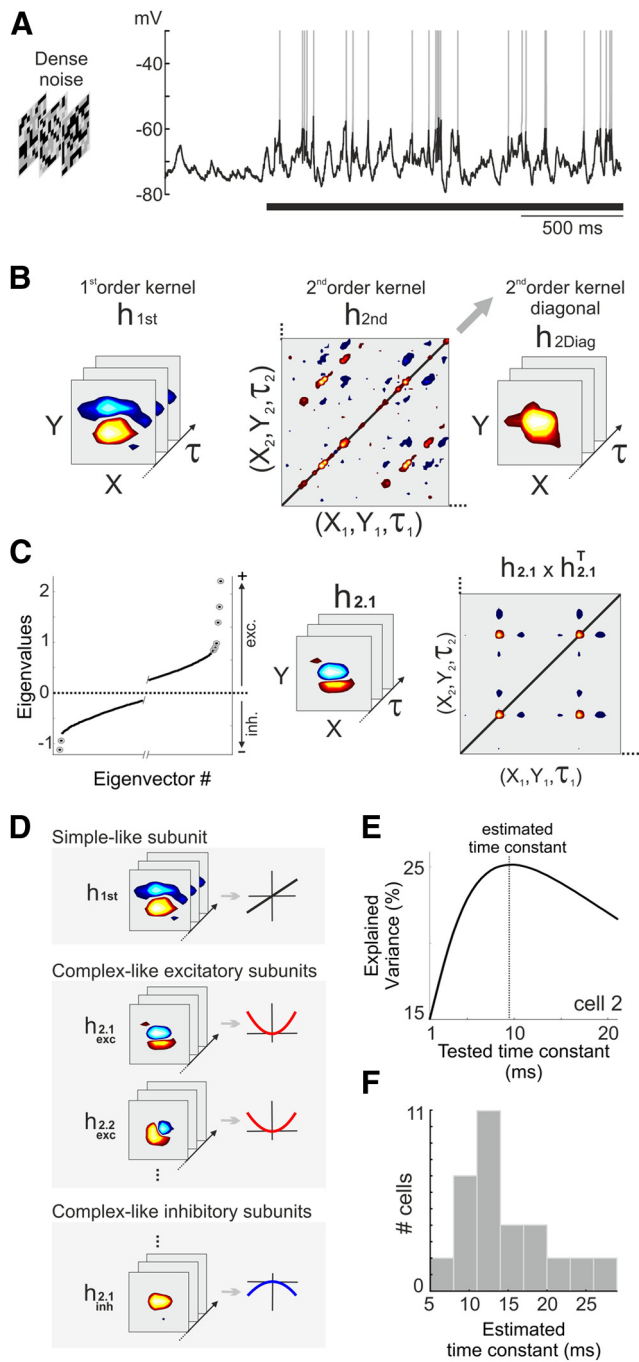 A
mV
Dense
noise
-40
-60
-70
-80
500 ms
B
1st order kernel
h1st
2nd order kernel
h2nd
2nd order kernel
diagonal
h2Diag
Y
X
τ
(X2,Y2,τ2)
(X1,Y1,τ1)
Y
X
τ
C
2
1
0
-1
Eigenvalues
Eigenvector #
+
exc.
inh.
-
h2.1
Y
X
τ
h2.1 x h2.1T
(X2,Y2,τ2)
(X1,Y1,τ1)
D
Simple-like subunit
h1st
Complex-like excitatory subunits
h2.1
exc
h2.2
exc
Complex-like inhibitory subunits
h2.1
inh
E
estimated
time constant
25
15
Explained
Variance (%)
cell 2
1
10
20
Tested time constant
(ms)
F
11
0
# cells
5
10
15
20
25
Estimated
time constant (ms)